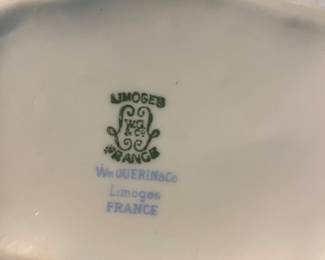 LIMOGES
W.G.
& Co.
FRANCE
Wm GUERIN & Co
Limoges
FRANCE